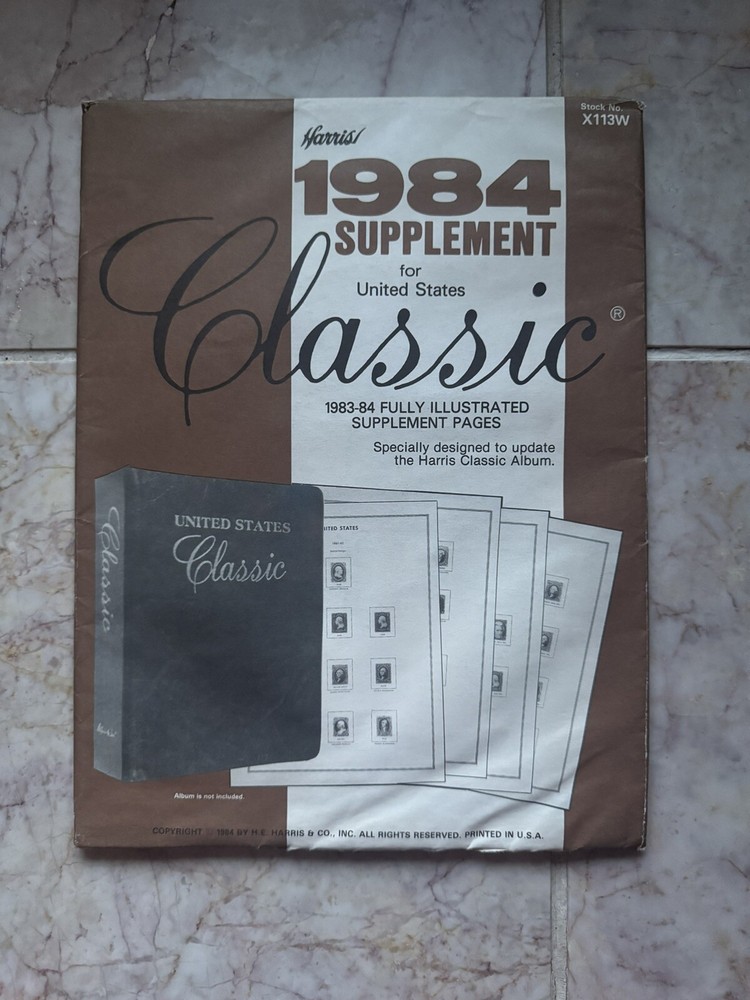 Stock No.
X113W
Harris
1984
SUPPLEMENT
for
United States
Classic®
1983-84 FULLY ILLUSTRATED
SUPPLEMENT PAGES
Specially designed to update
the Harris Classic Album.
UNITED STATES
Classic
Classic
Harris
Album is not included.
COPYRIGHT © 1984 BY H.E. HARRIS & CO., INC. ALL RIGHTS RESERVED. PRINTED IN U.S.A.